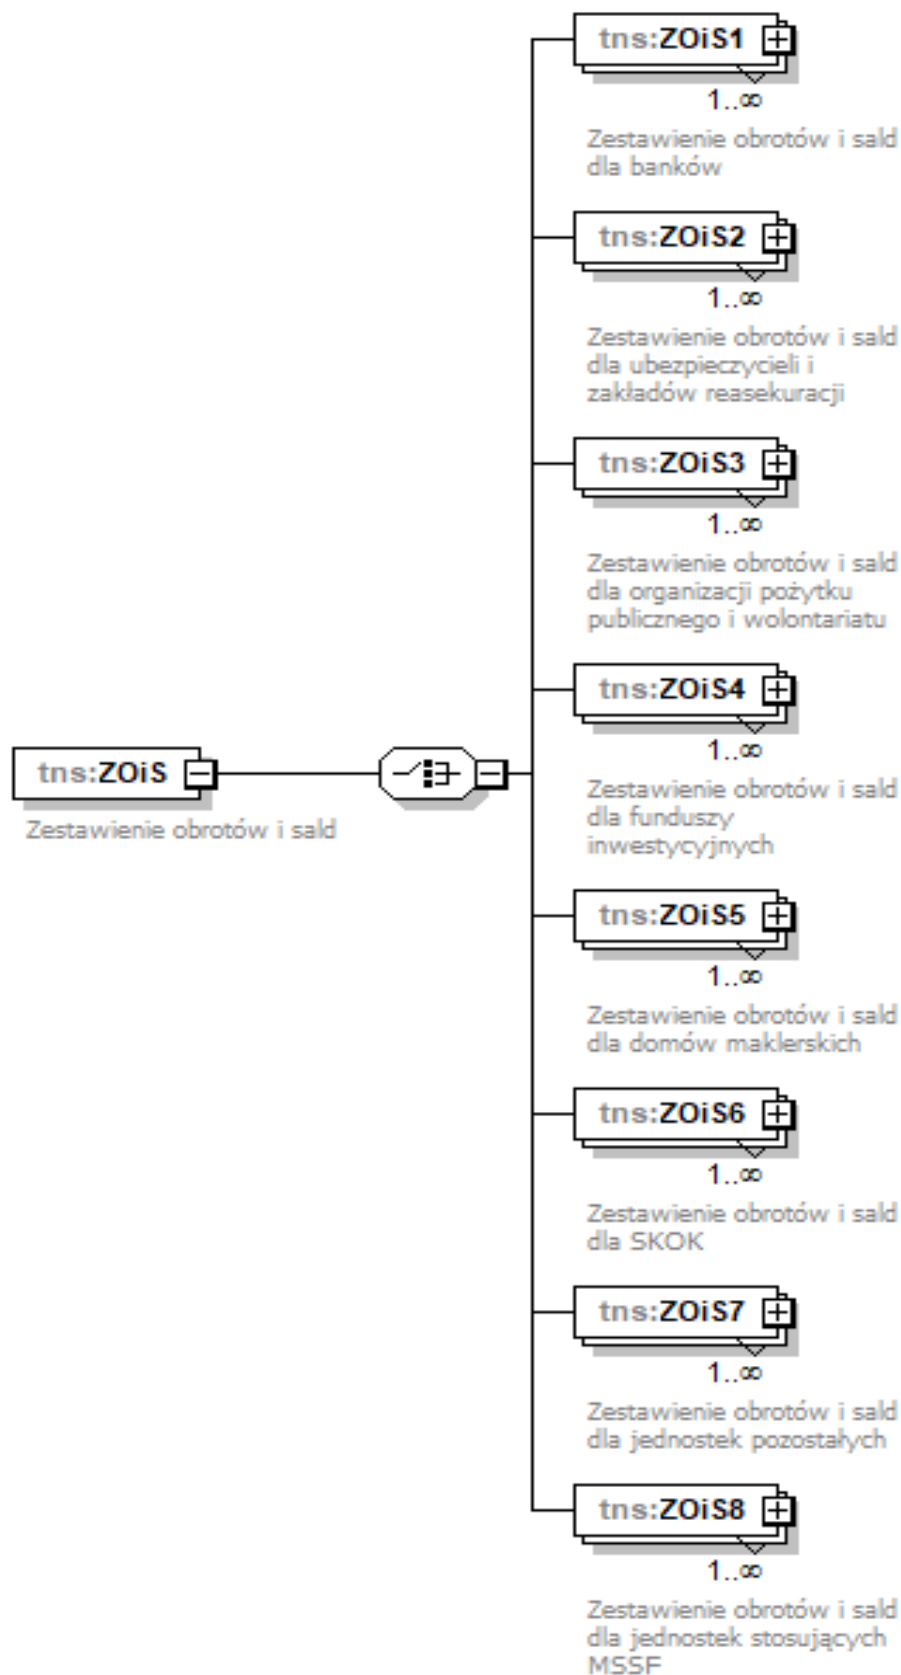 tns:ZOiS1
1..∞
Zestawienie obrotów i sald
dla banków
tns:ZOiS2
1..∞
Zestawienie obrotów i sald
dla ubezpieczycieli i
zakładów reasekuracji
tns:ZOiS3
1..∞
Zestawienie obrotów i sald
dla organizacji pożytku
publicznego i wolontariatu
tns:ZOiS4
1..∞
Zestawienie obrotów i sald
dla funduszy
inwestycyjnych
tns:ZOiS
Zestawienie obrotów i sald
tns:ZOiS5
1..∞
Zestawienie obrotów i sald
dla domów maklerskich
tns:ZOiS6
1..∞
Zestawienie obrotów i sald
dla SKOK
tns:ZOiS7
1..∞
Zestawienie obrotów i sald
dla jednostek pozostałych
tns:ZOiS8
1..∞
Zestawienie obrotów i sald
dla jednostek stosujących
MSSF